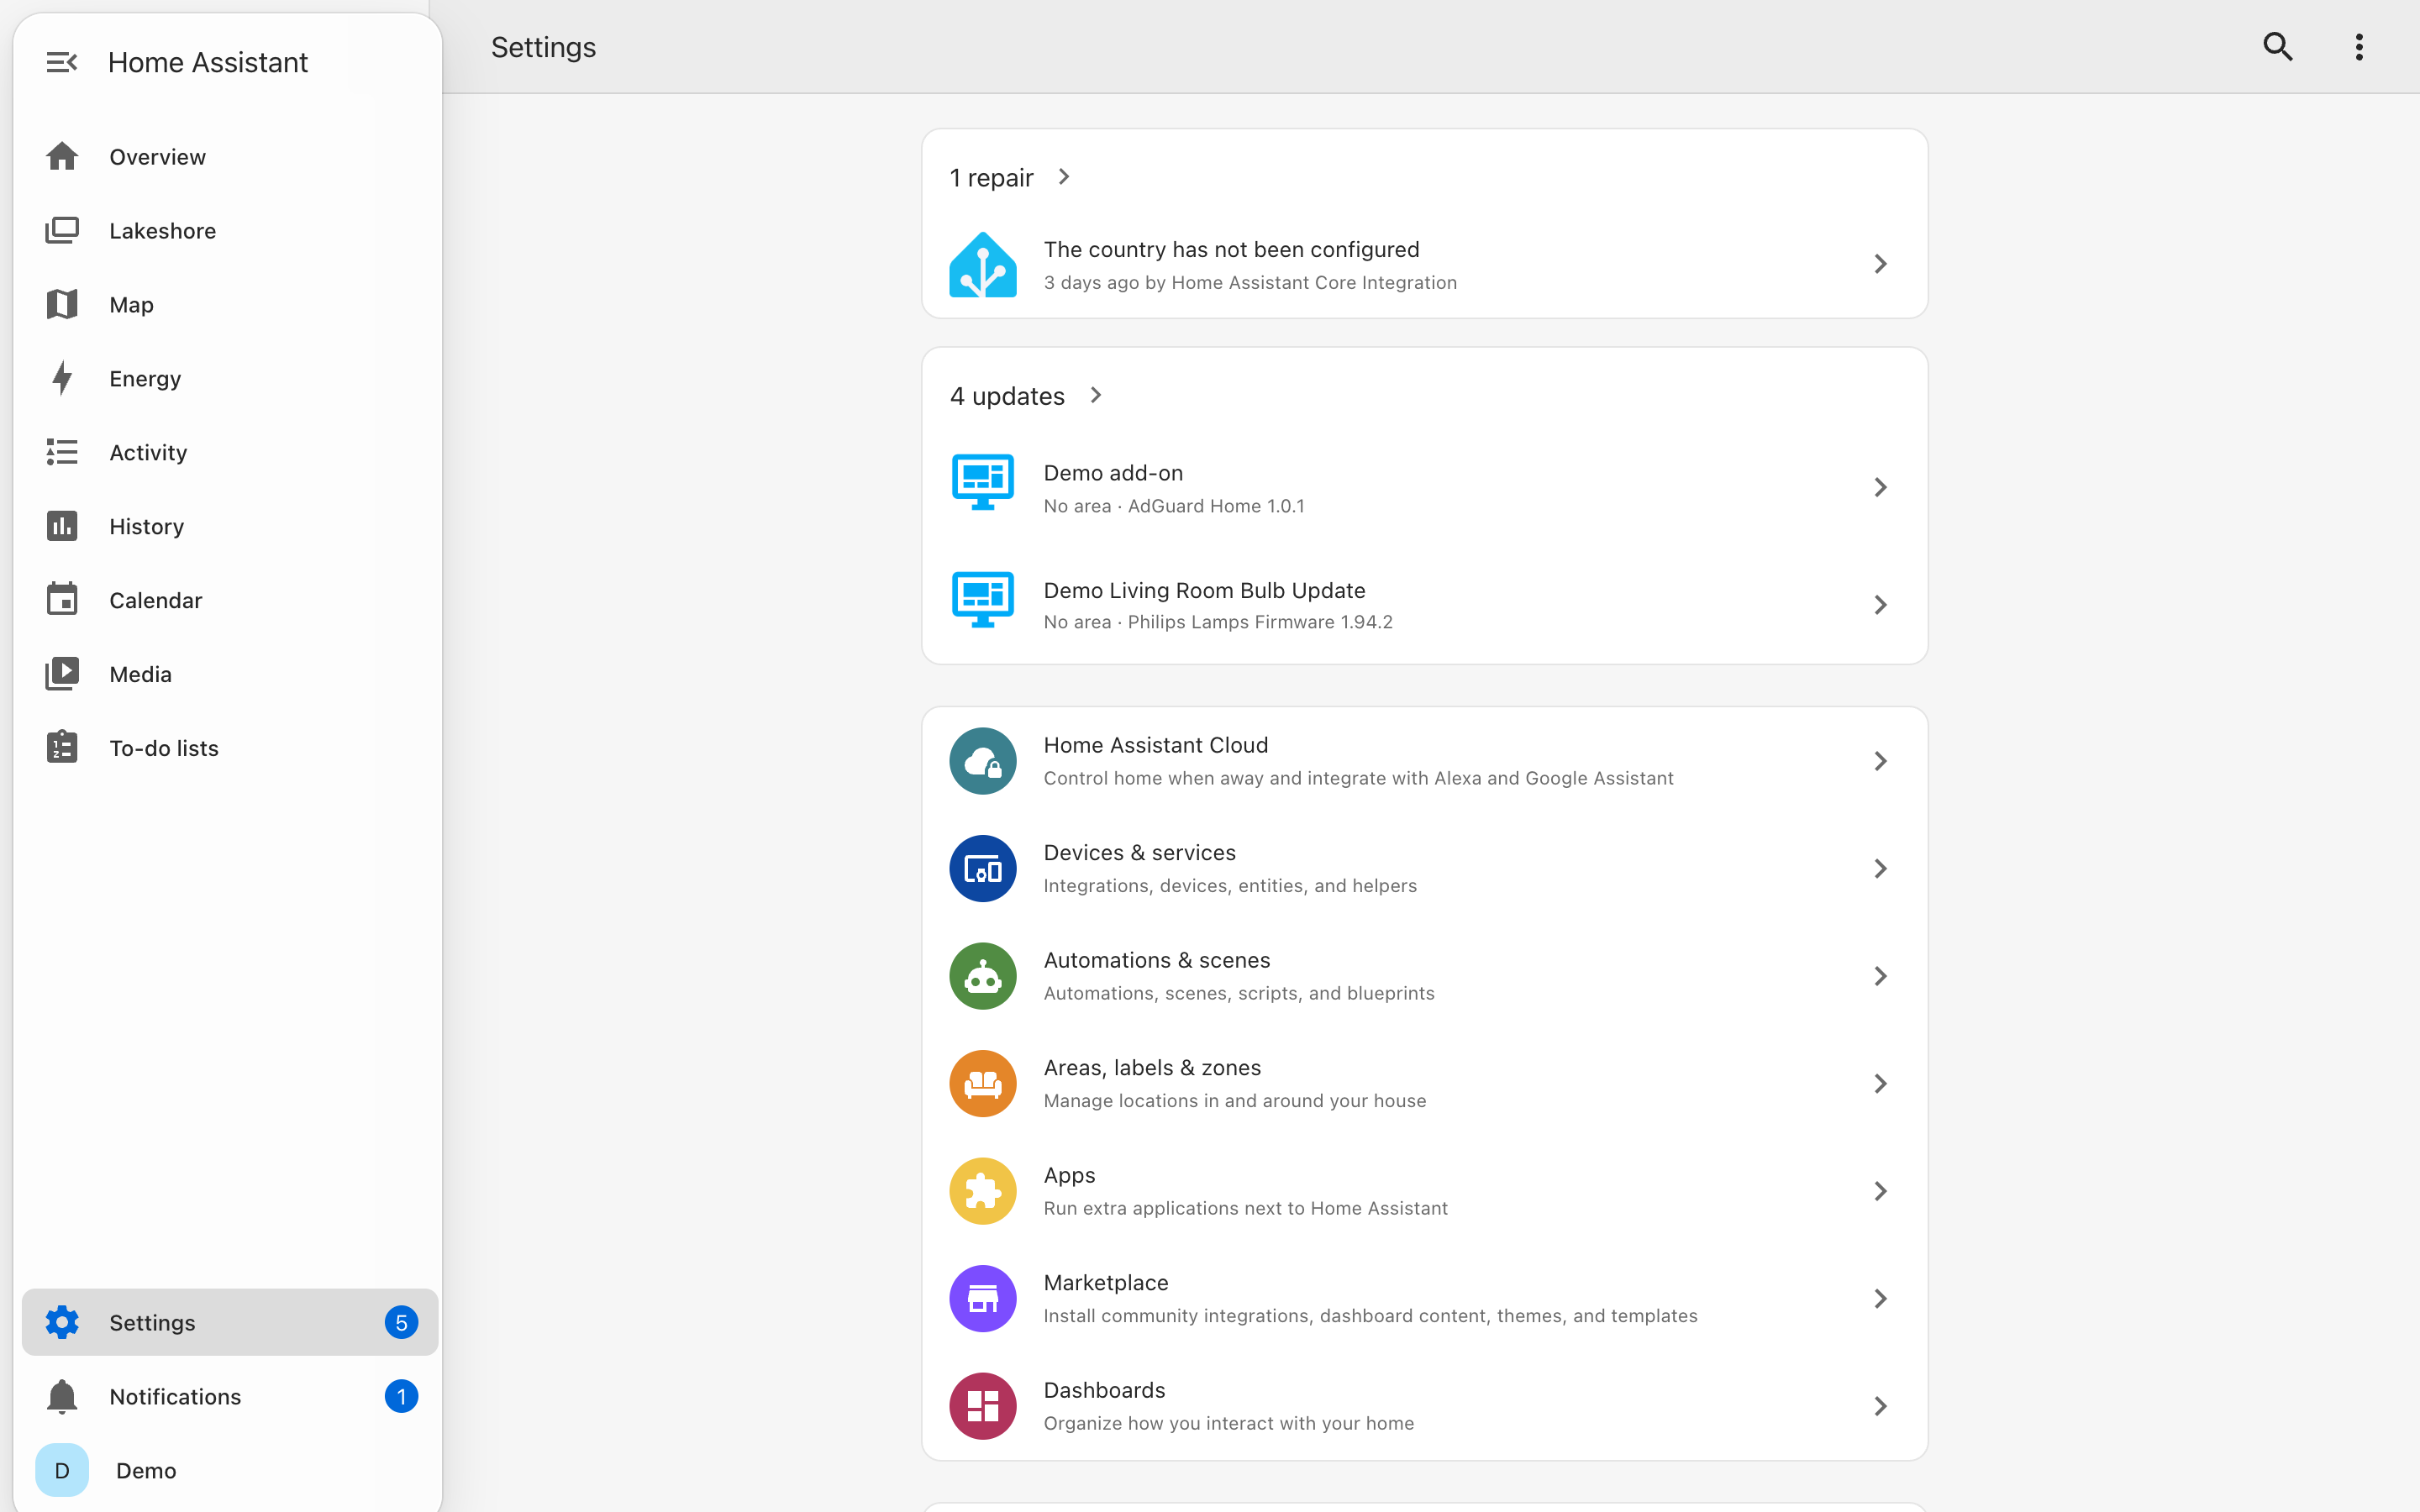 Home Assistant
Overview
Lakeshore
Map
Energy
Activity
History
Calendar
Media
To-do lists
Settings 5
Notifications 1
D Demo
Settings
1 repair
The country has not been configured
3 days ago by Home Assistant Core Integration
4 updates
Demo add-on
No area · AdGuard Home 1.0.1
Demo Living Room Bulb Update
No area · Philips Lamps Firmware 1.94.2
Home Assistant Cloud
Control home when away and integrate with Alexa and Google Assistant
Devices & services
Integrations, devices, entities, and helpers
Automations & scenes
Automations, scenes, scripts, and blueprints
Areas, labels & zones
Manage locations in and around your house
Apps
Run extra applications next to Home Assistant
Marketplace
Install community integrations, dashboard content, themes, and templates
Dashboards
Organize how you interact with your home